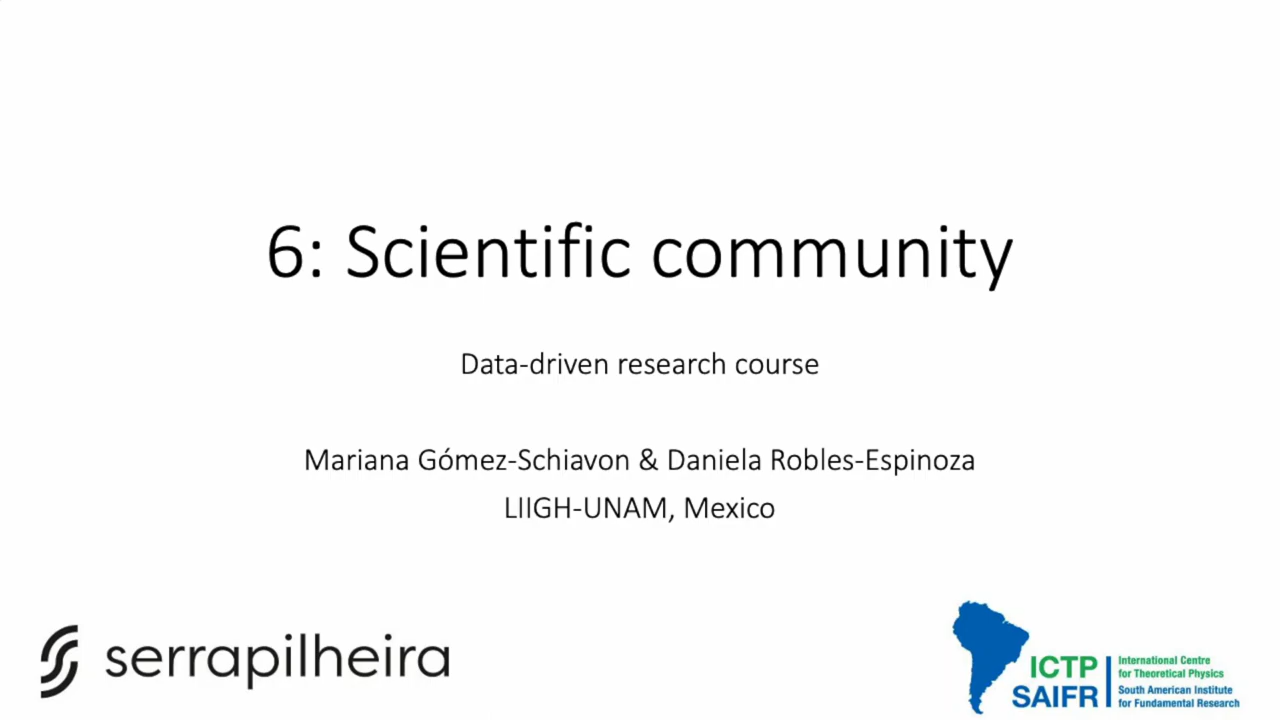 6: Scientific community
Data-driven research course
Mariana Gómez-Schiavon & Daniela Robles-Espinoza
LIIGH-UNAM, Mexico
serrapilheira
ICTP
SAIFR
International Centre
for Theoretical Physics
South American Institute
for Fundamental Research